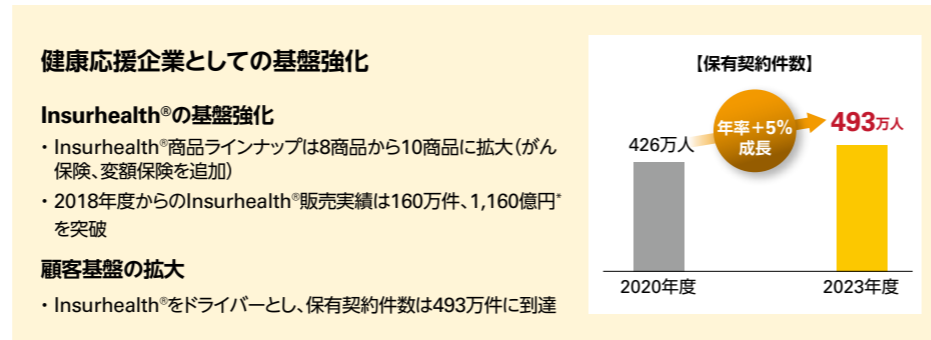 健康応援企業としての基盤強化
Insurhealth®の基盤強化
・Insurhealth®商品ラインナップは8商品から10商品に拡大（がん
保険、変額保険を追加）
・2018年度からのInsurhealth®販売実績は160万件、1,160億円*
を突破
顧客基盤の拡大
・Insurhealth®をドライバーとし、保有契約件数は493万件に到達
【保有契約件数】
年率＋5％
成長
426万人
493万人
2020年度
2023年度